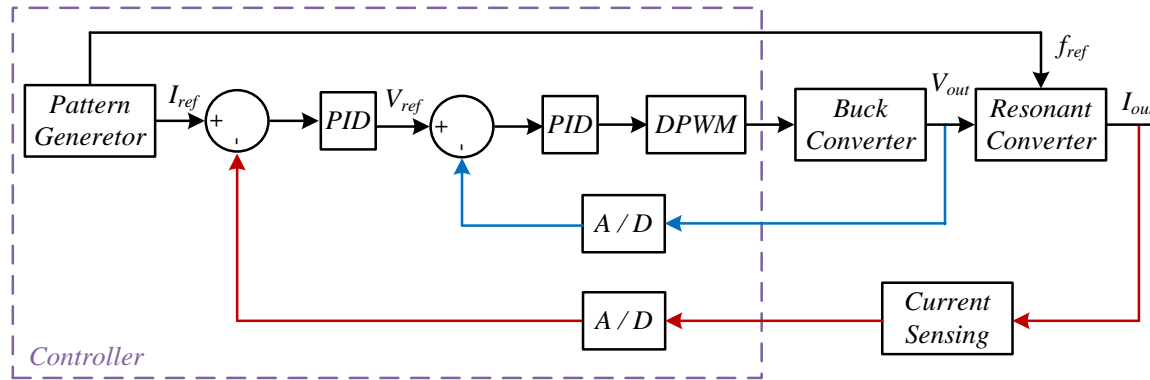 f_ref
Pattern
Generetor
I_ref
+
-
PID
V_ref
+
-
PID
DPWM
Buck
Converter
V_out
Resonant
Converter
I_out
A / D
A / D
Current
Sensing
Controller